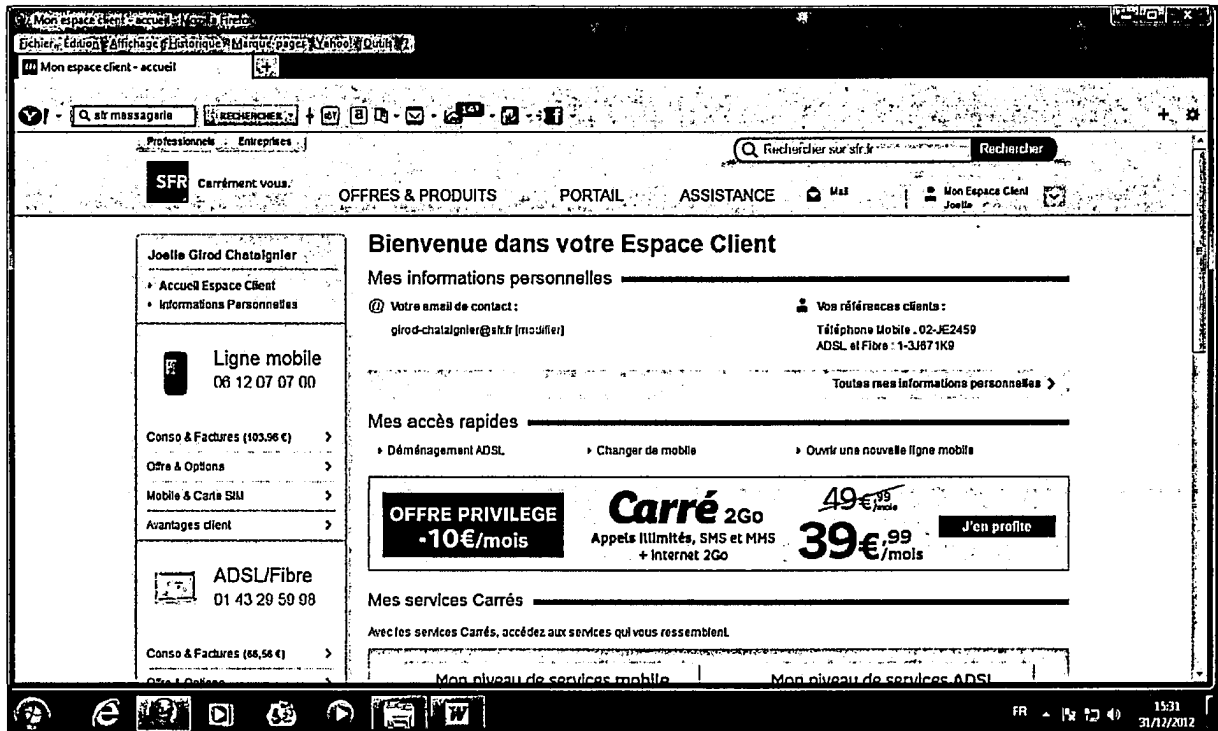 Mon espace client - accueil - Mozilla Firefox
Fichier Édition Affichage Historique Marque-pages Yahoo! Outils ?
Mon espace client - accueil
sfr massagerie RECHERCHER
Professionnels Entreprises
Rechercher sur sfr.fr Rechercher
SFR Carrément vous.
OFFRES & PRODUITS PORTAIL ASSISTANCE Mail Mon Espace Client
Joelle
Joelle Girod Chataignier
Accueil Espace Client
Informations Personnelles
Ligne mobile
06 12 07 07 00
Conso & Factures (103,96 €)
Offre & Options
Mobile & Carte SIM
Avantages client
ADSL/Fibre
01 43 29 59 98
Conso & Factures (66,56 €)
Offre & Options
Bienvenue dans votre Espace Client
Mes informations personnelles
Votre email de contact :
girod-chataignier@sfr.fr [modifier]
Vos références clients :
Téléphone Mobile : 02-JE2459
ADSL et Fibre : 1-3J671K9
Toutes mes informations personnelles
Mes accès rapides
Déménagement ADSL Changer de mobile Ouvrir une nouvelle ligne mobile
OFFRE PRIVILEGE
-10€/mois
Carré 2Go
Appels illimités, SMS et MMS
+ Internet 2Go
49€,99/mois
39€,99/mois
J'en profite
Mes services Carrés
Avec les services Carrés, accédez aux services qui vous ressemblent.
Mon niveau de services mobile Mon niveau de services ADSL
FR 15:31
31/12/2012